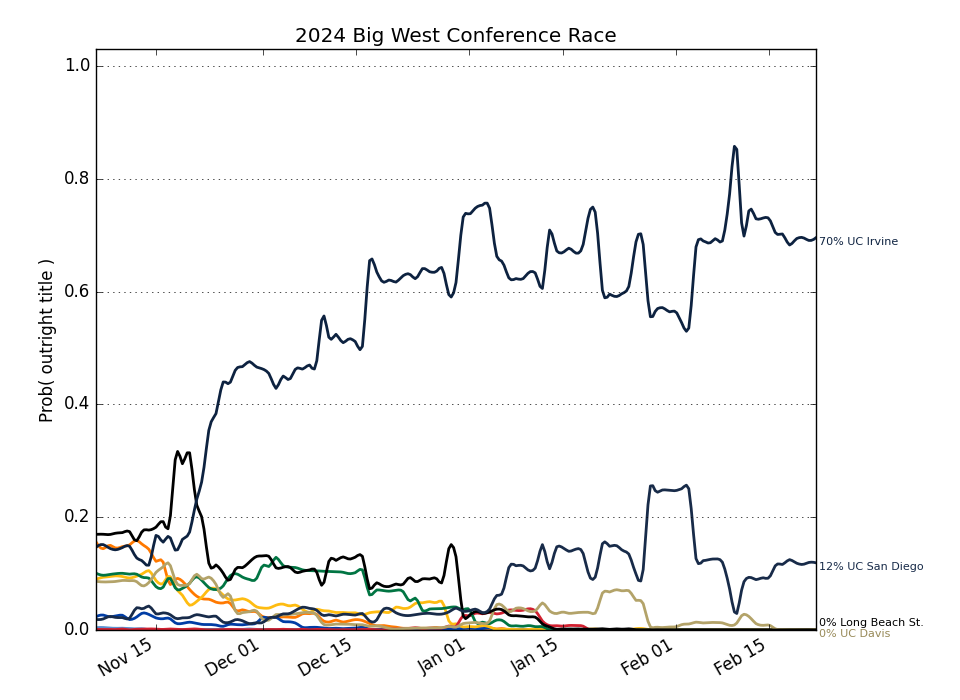 2024 Big West Conference Race
Prob( outright title )
1.0
0.8
0.6
0.4
0.2
0.0
70% UC Irvine
12% UC San Diego
0% Long Beach St.
0% UC Davis
Nov 15
Dec 01
Dec 15
Jan 01
Jan 15
Feb 01
Feb 15